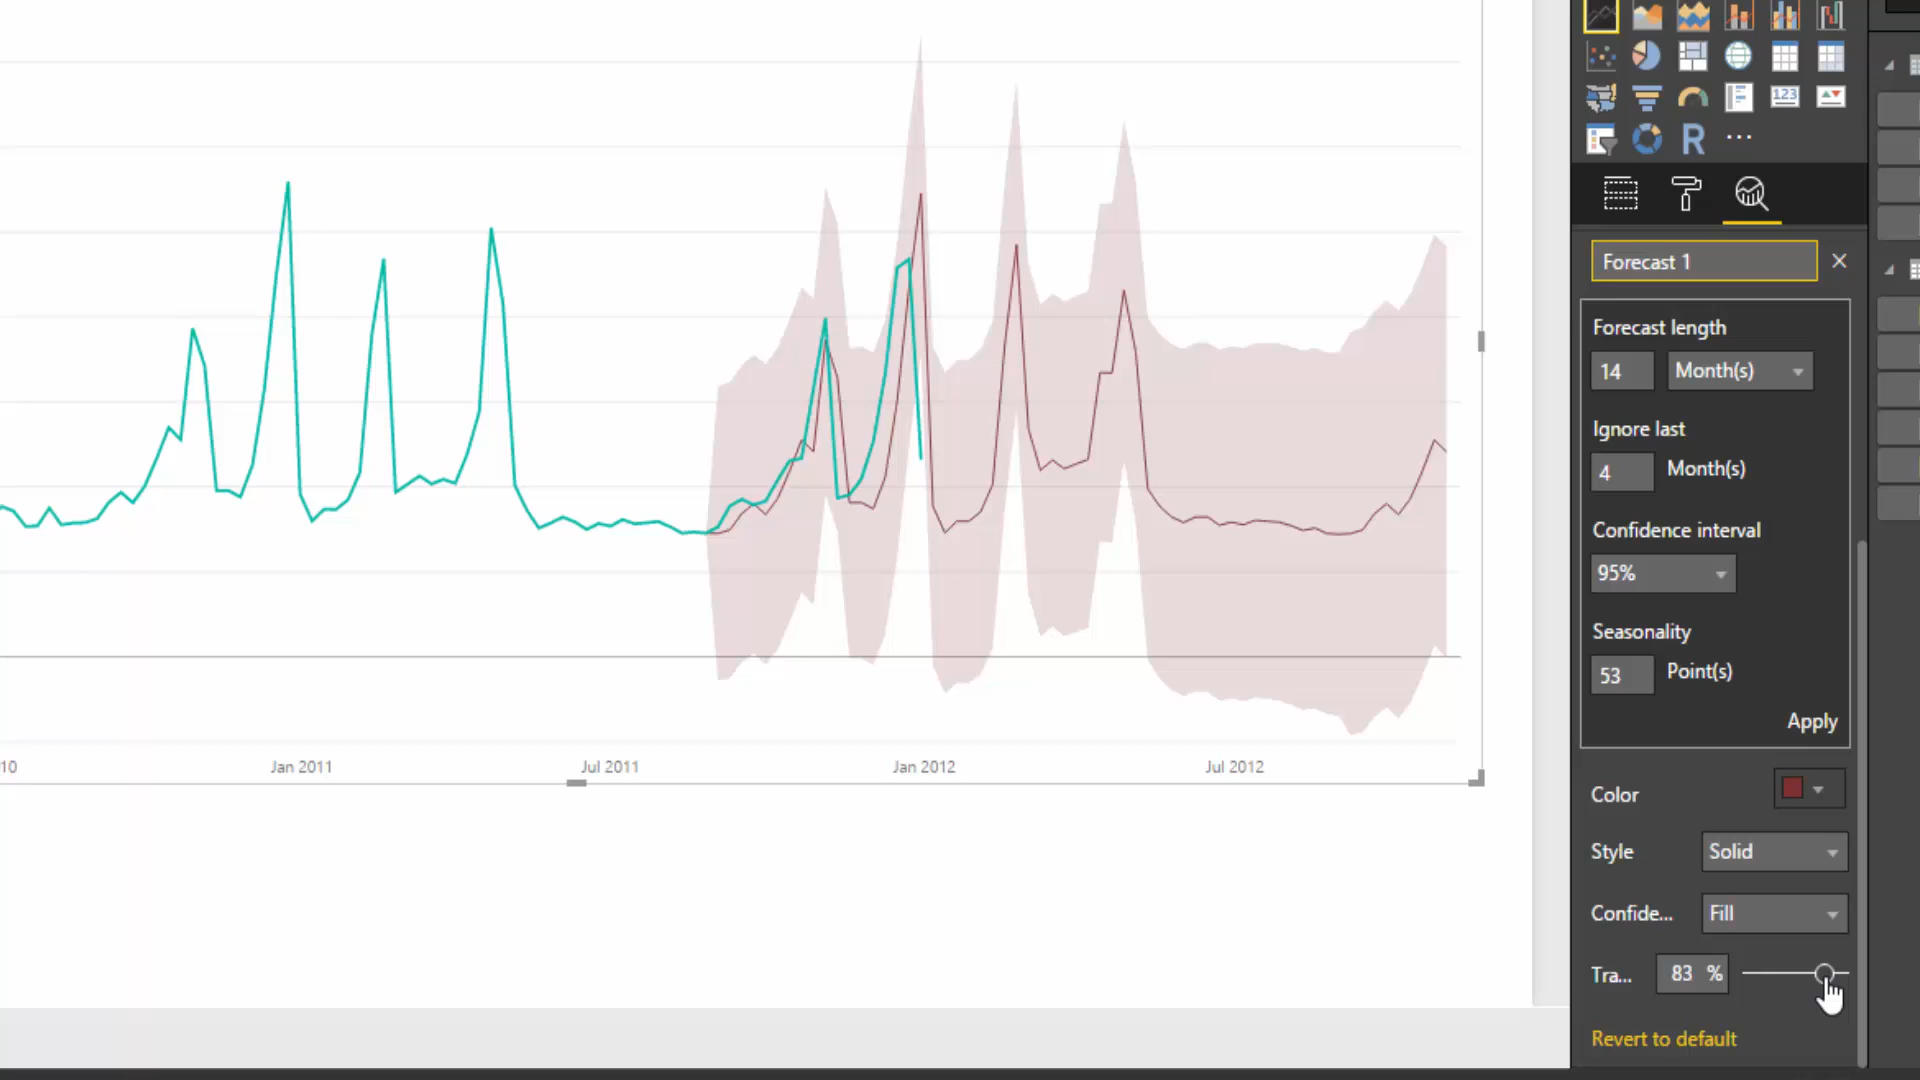 123
R
Forecast 1
Forecast length
14 Month(s)
Ignore last
4 Month(s)
Confidence interval
95%
Seasonality
53 Point(s)
Apply
10 Jan 2011 Jul 2011 Jan 2012 Jul 2012
Color
Style Solid
Confide... Fill
Tra... 83 %
Revert to default